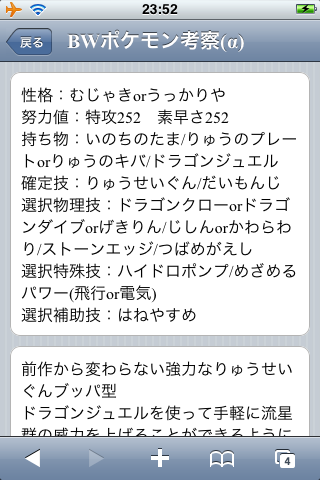 23:52
戻る
BWポケモン考察(α)
性格：むじゃきorうっかりや
努力値：特攻252　素早さ252
持ち物：いのちのたま/りゅうのプレー
トorりゅうのキバ/ドラゴンジュエル
確定技：りゅうせいぐん/だいもんじ
選択物理技：ドラゴンクローorドラゴ
ンダイブorげきりん/じしんorかわらわ
り/ストーンエッジ/つばめがえし
選択特殊技：ハイドロポンプ/めざめる
パワー(飛行or電気)
選択補助技：はねやすめ
前作から変わらない強力なりゅうせい
ぐんブッパ型
ドラゴンジュエルを使って手軽に流星
群の威力を上げることができるように
4